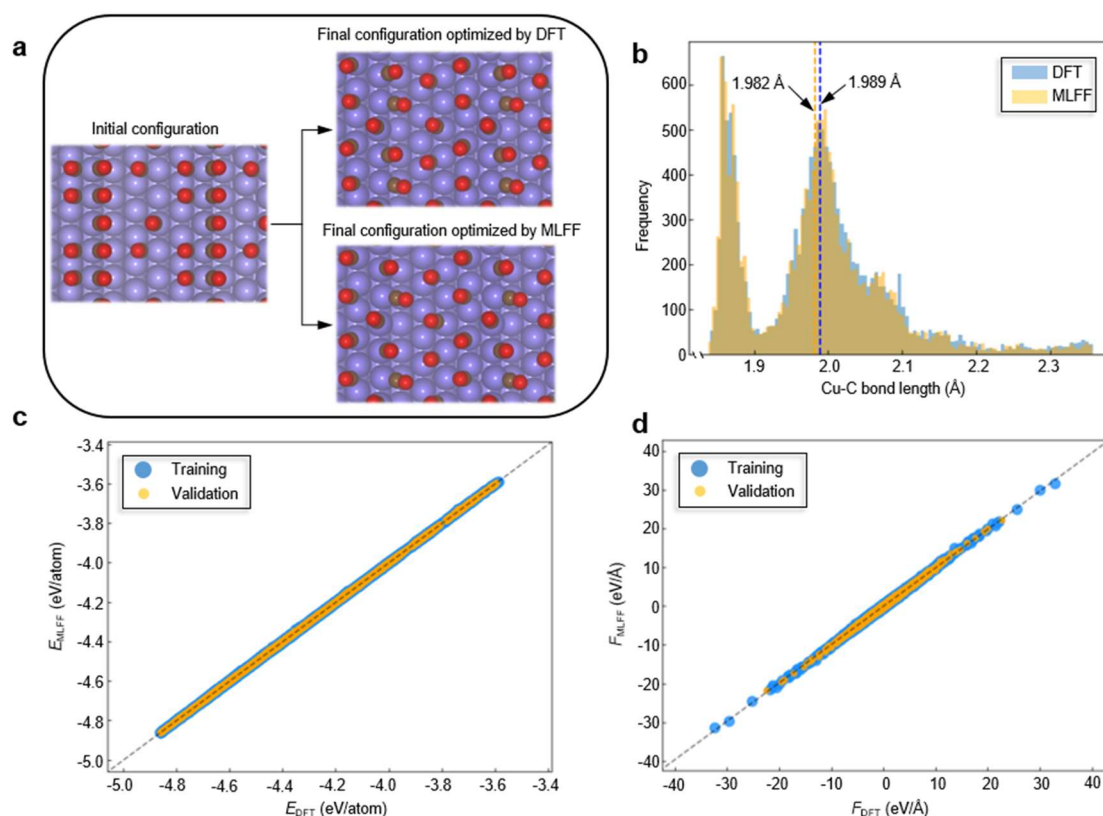 a
Final configuration optimized by DFT
Initial configuration
Final configuration optimized by MLFF
b
DFT
MLFF
1.982 Å
1.989 Å
600
500
400
300
200
100
0
Frequency
1.9
2.0
2.1
2.2
2.3
Cu-C bond length (Å)
c
Training
Validation
-3.4
-3.6
-3.8
-4.0
-4.2
-4.4
-4.6
-4.8
-5.0
E_MLFF (eV/atom)
-5.0
-4.8
-4.6
-4.4
-4.2
-4.0
-3.8
-3.6
-3.4
E_DFT (eV/atom)
d
Training
Validation
40
30
20
10
0
-10
-20
-30
-40
F_MLFF (eV/Å)
-40
-30
-20
-10
0
10
20
30
40
F_DFT (eV/Å)